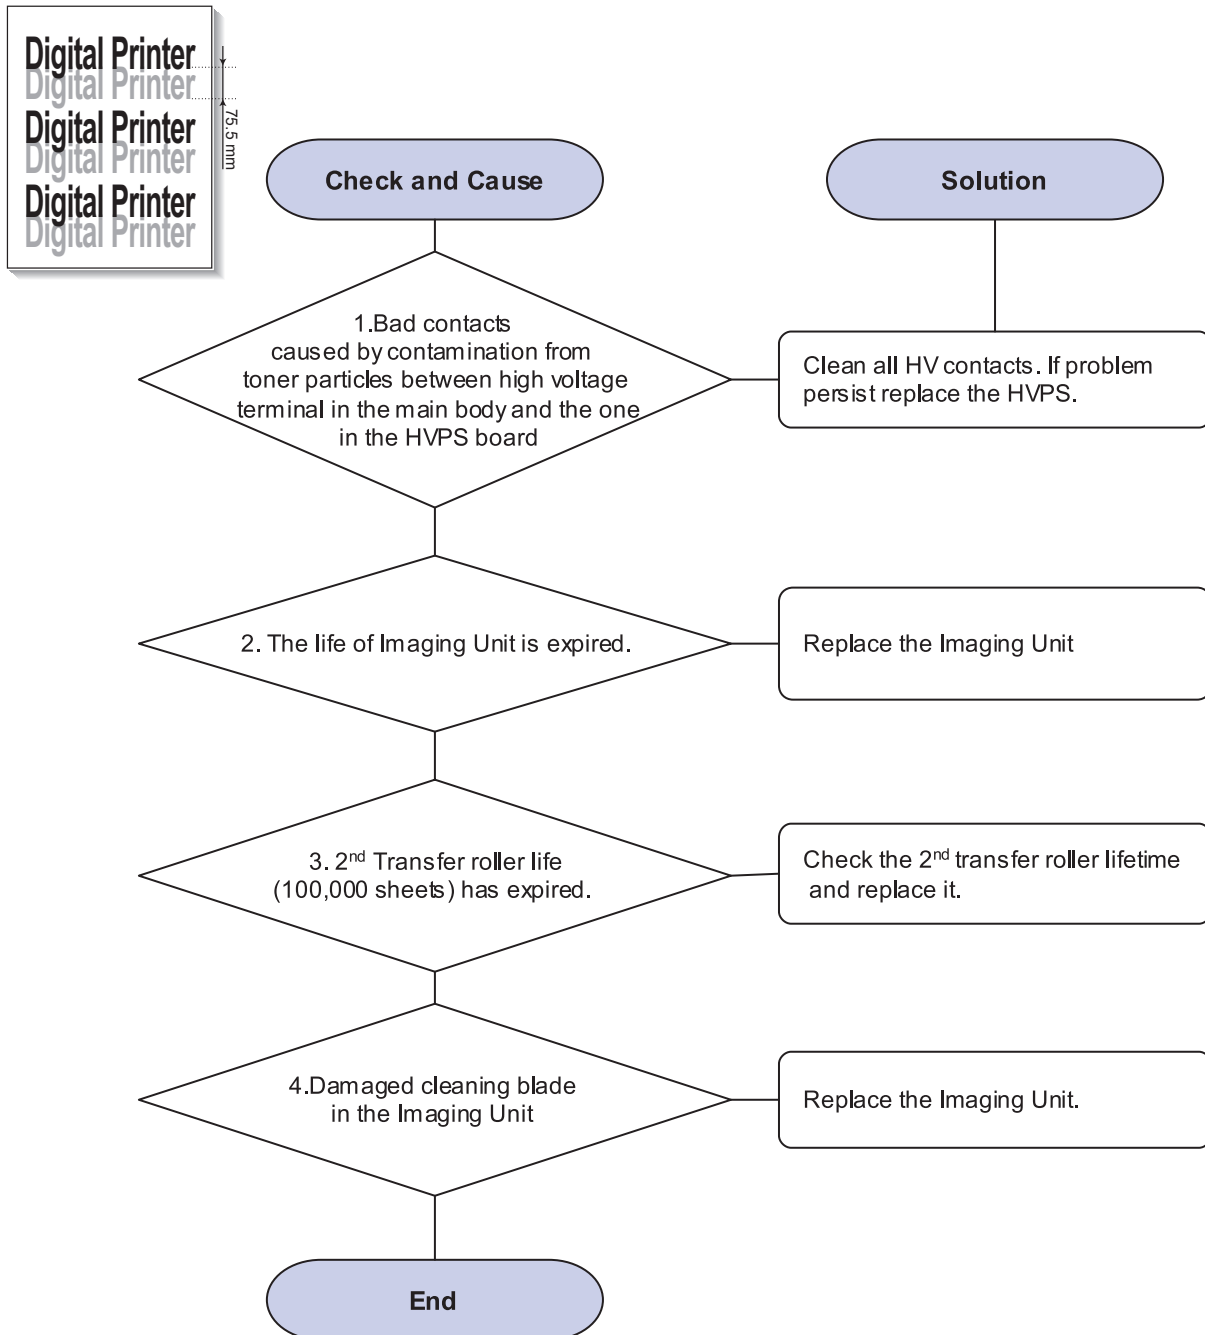 Digital Printer
Digital Printer
Digital Printer
Digital Printer
Digital Printer
Digital Printer
75.5 mm
Check and Cause
Solution
1.Bad contacts
caused by contamination from
toner particles between high voltage
terminal in the main body and the one
in the HVPS board
Clean all HV contacts. If problem
persist replace the HVPS.
2. The life of Imaging Unit is expired.
Replace the Imaging Unit
3. 2nd Transfer roller life
(100,000 sheets) has expired.
Check the 2nd transfer roller lifetime
and replace it.
4.Damaged cleaning blade
in the Imaging Unit
Replace the Imaging Unit.
End